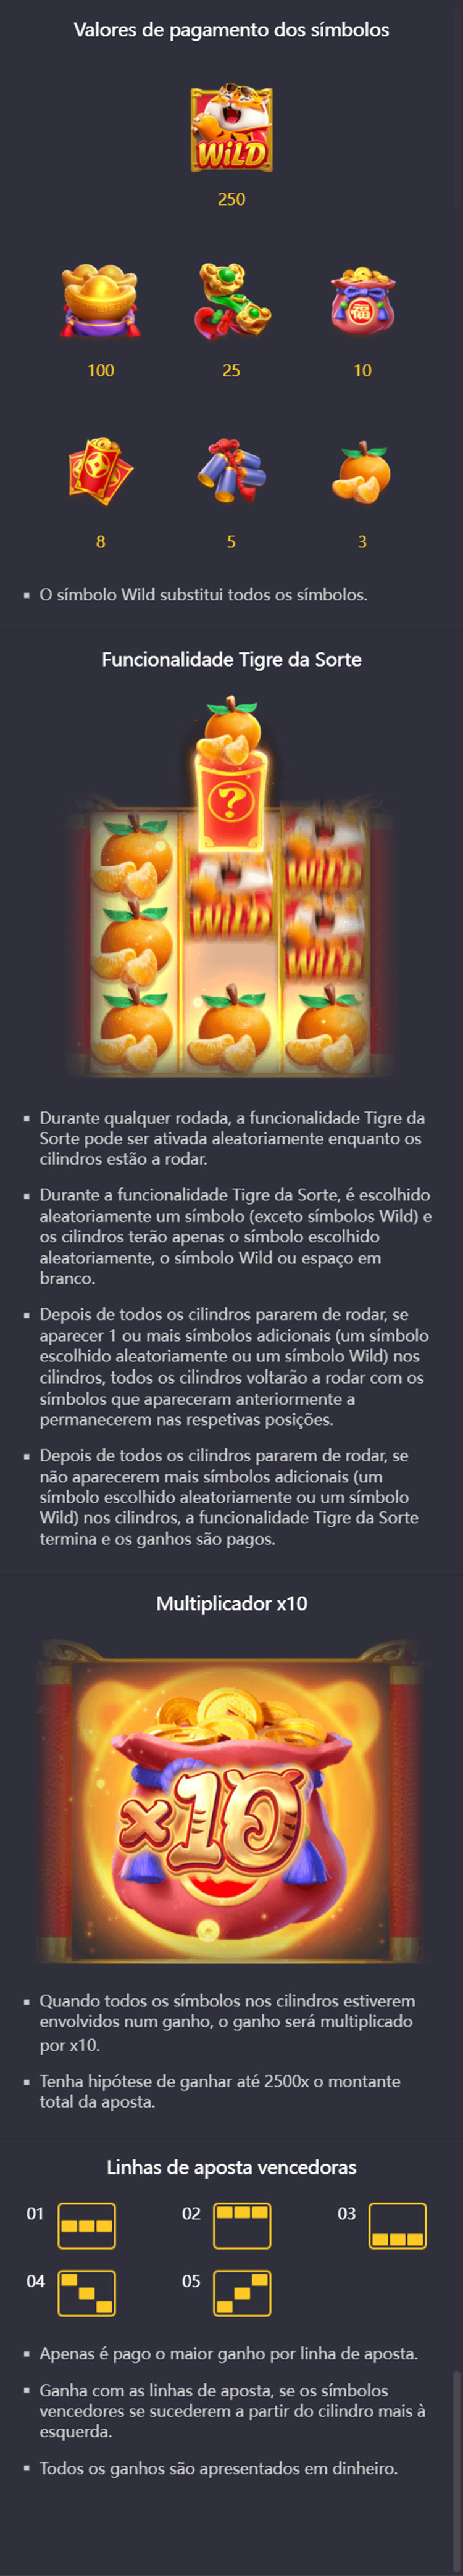 Valores de pagamento dos símbolos
WiLD
250
100
25
10
8
5
3
▪ O símbolo Wild substitui todos os símbolos.
Funcionalidade Tigre da Sorte
?
WILD
WILD
WILD
▪ Durante qualquer rodada, a funcionalidade Tigre da
Sorte pode ser ativada aleatoriamente enquanto os
cilindros estão a rodar.
▪ Durante a funcionalidade Tigre da Sorte, é escolhido
aleatoriamente um símbolo (exceto símbolos Wild) e
os cilindros terão apenas o símbolo escolhido
aleatoriamente, o símbolo Wild ou espaço em
branco.
▪ Depois de todos os cilindros pararem de rodar, se
aparecer 1 ou mais símbolos adicionais (um símbolo
escolhido aleatoriamente ou um símbolo Wild) nos
cilindros, todos os cilindros voltarão a rodar com os
símbolos que apareceram anteriormente a
permanecerem nas respetivas posições.
▪ Depois de todos os cilindros pararem de rodar, se
não aparecerem mais símbolos adicionais (um
símbolo escolhido aleatoriamente ou um símbolo
Wild) nos cilindros, a funcionalidade Tigre da Sorte
termina e os ganhos são pagos.
Multiplicador x10
x10
▪ Quando todos os símbolos nos cilindros estiverem
envolvidos num ganho, o ganho será multiplicado
por x10.
▪ Tenha hipótese de ganhar até 2500x o montante
total da aposta.
Linhas de aposta vencedoras
01 02 03
04 05
▪ Apenas é pago o maior ganho por linha de aposta.
▪ Ganha com as linhas de aposta, se os símbolos
vencedores se sucederem a partir do cilindro mais à
esquerda.
▪ Todos os ganhos são apresentados em dinheiro.